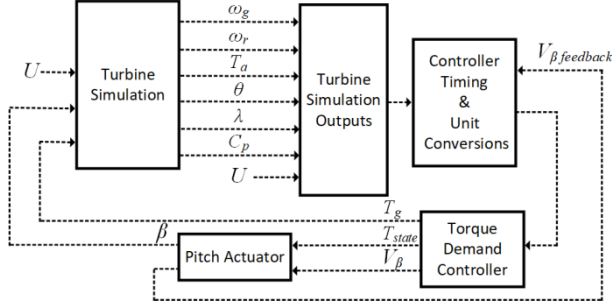 ω_g
ω_r
T_a
θ
λ
C_p
U
U
Turbine
Simulation
Turbine
Simulation
Outputs
Controller
Timing
&
Unit
Conversions
V_β feedback
T_g
T_state
V_β
β
Pitch Actuator
Torque
Demand
Controller